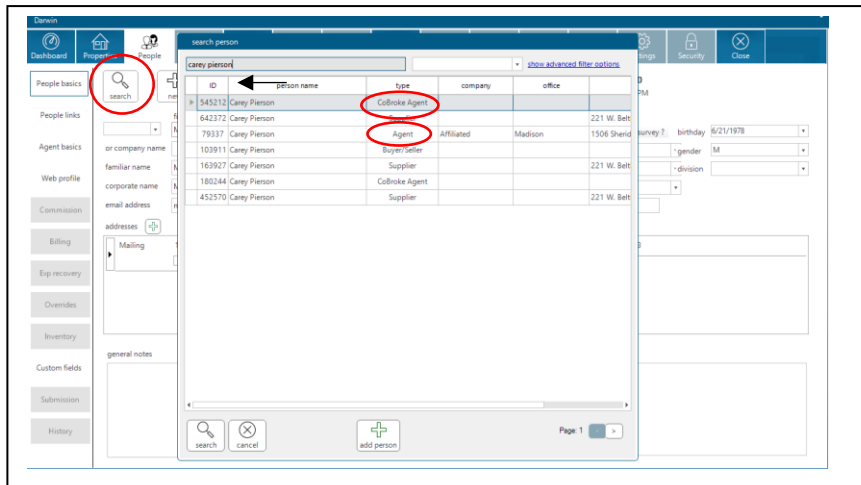 Darwin
Dashboard
People
tings
Security
Close
search person
carey pierson
show advanced filter options
ID person name type company office
545212 Carey Pierson CoBroke Agent
642372 Carey Pierson 221 W. Belt
79337 Carey Pierson Agent Affiliated Madison 1506 Sherid
103911 Carey Pierson Buyer/Seller
163927 Carey Pierson Supplier 221 W. Belt
180244 Carey Pierson CoBroke Agent
452570 Carey Pierson Supplier 221 W. Belt
search cancel add person Page: 1 >
People basics
People links
Agent basics
Web profile
Commission
Billing
Exp recovery
Overrides
Inventory
Custom fields
Submission
History
search
or company name
familiar name
corporate name
email address
addresses
Mailing
general notes
PM
survey ? birthday 6/21/1978
gender M
division